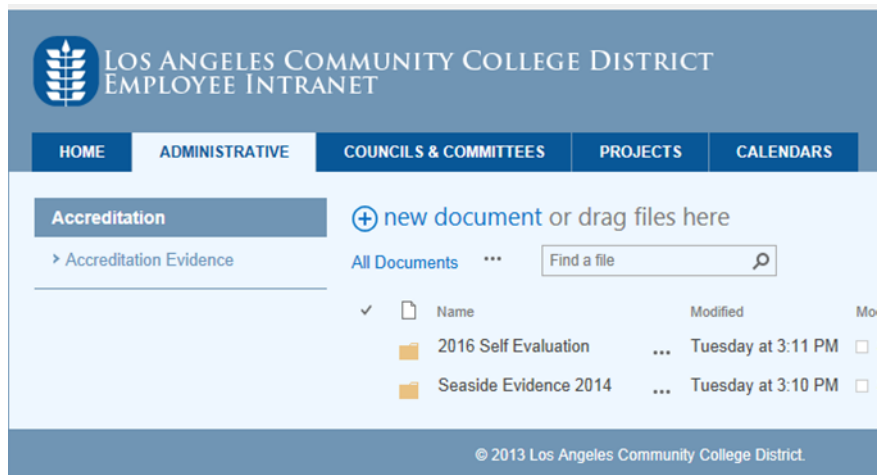 LOS ANGELES COMMUNITY COLLEGE DISTRICT
EMPLOYEE INTRANET
HOME ADMINISTRATIVE COUNCILS & COMMITTEES PROJECTS CALENDARS
Accreditation
Accreditation Evidence
new document or drag files here
All Documents ... Find a file
Name Modified Mo
2016 Self Evaluation ... Tuesday at 3:11 PM
Seaside Evidence 2014 ... Tuesday at 3:10 PM
© 2013 Los Angeles Community College District.